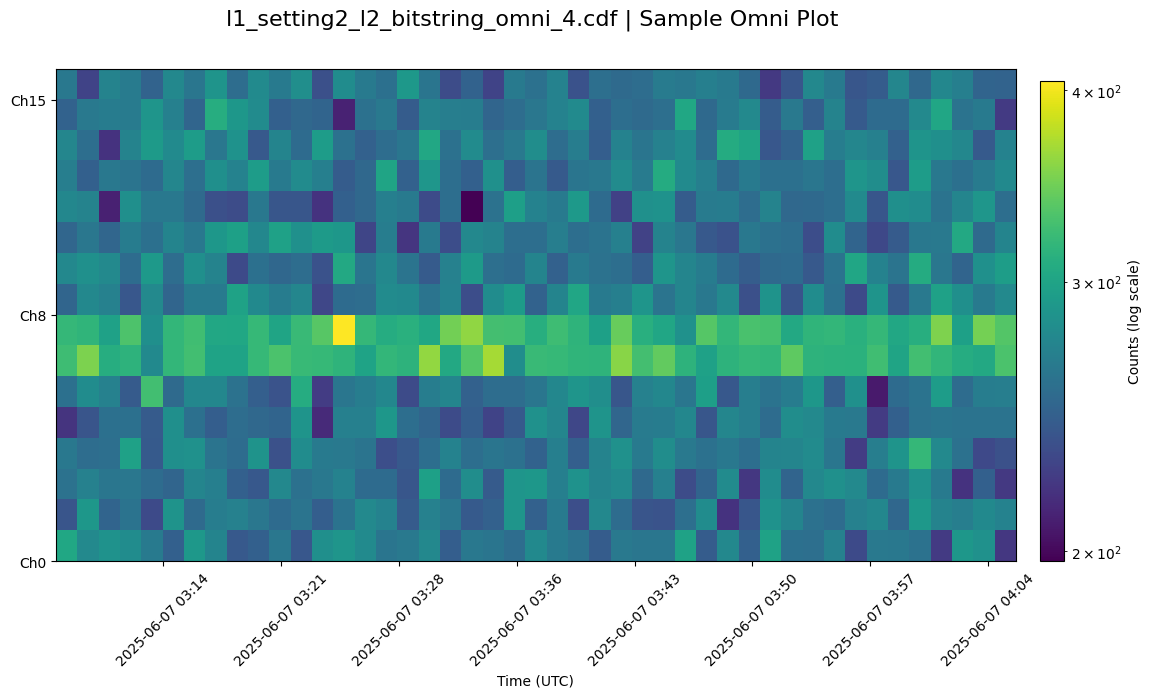 l1_setting2_l2_bitstring_omni_4.cdf | Sample Omni Plot
Ch15
Ch8
Ch0
2025-06-07 03:14
2025-06-07 03:21
2025-06-07 03:28
2025-06-07 03:36
2025-06-07 03:43
2025-06-07 03:50
2025-06-07 03:57
2025-06-07 04:04
Time (UTC)
4 × 10²
3 × 10²
2 × 10²
Counts (log scale)